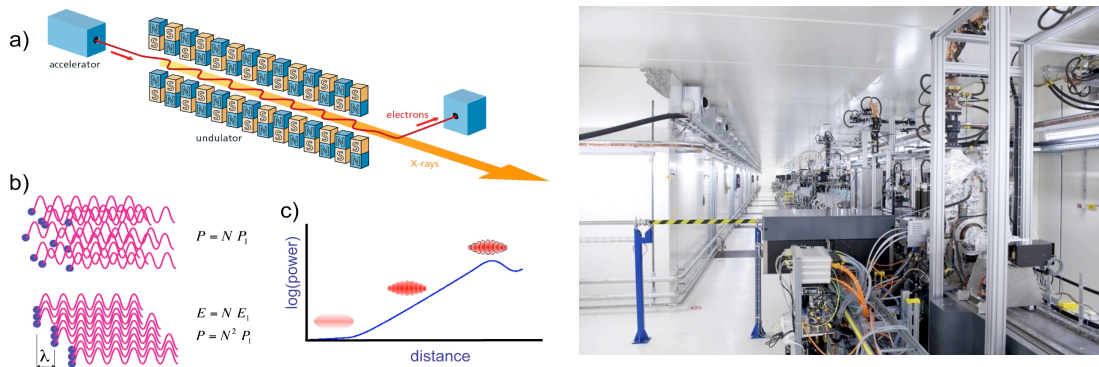 a)
accelerator
undulator
electrons
X-rays
b)
P = N P₁
E = N E₁
P = N² P₁
λ
c)
log(power)
distance